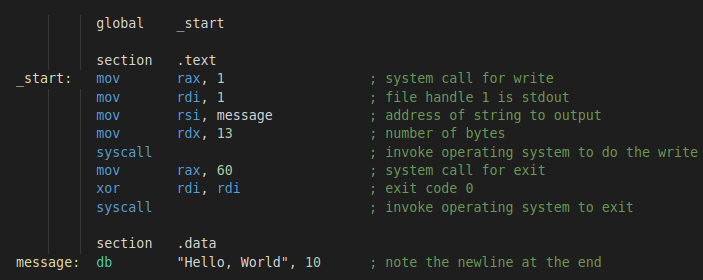 global    _start
section   .text
_start:   mov       rax, 1                  ; system call for write
mov       rdi, 1                  ; file handle 1 is stdout
mov       rsi, message            ; address of string to output
mov       rdx, 13                 ; number of bytes
syscall                           ; invoke operating system to do the write
mov       rax, 60                 ; system call for exit
xor       rdi, rdi                ; exit code 0
syscall                           ; invoke operating system to exit
section   .data
message:  db        "Hello, World", 10      ; note the newline at the end